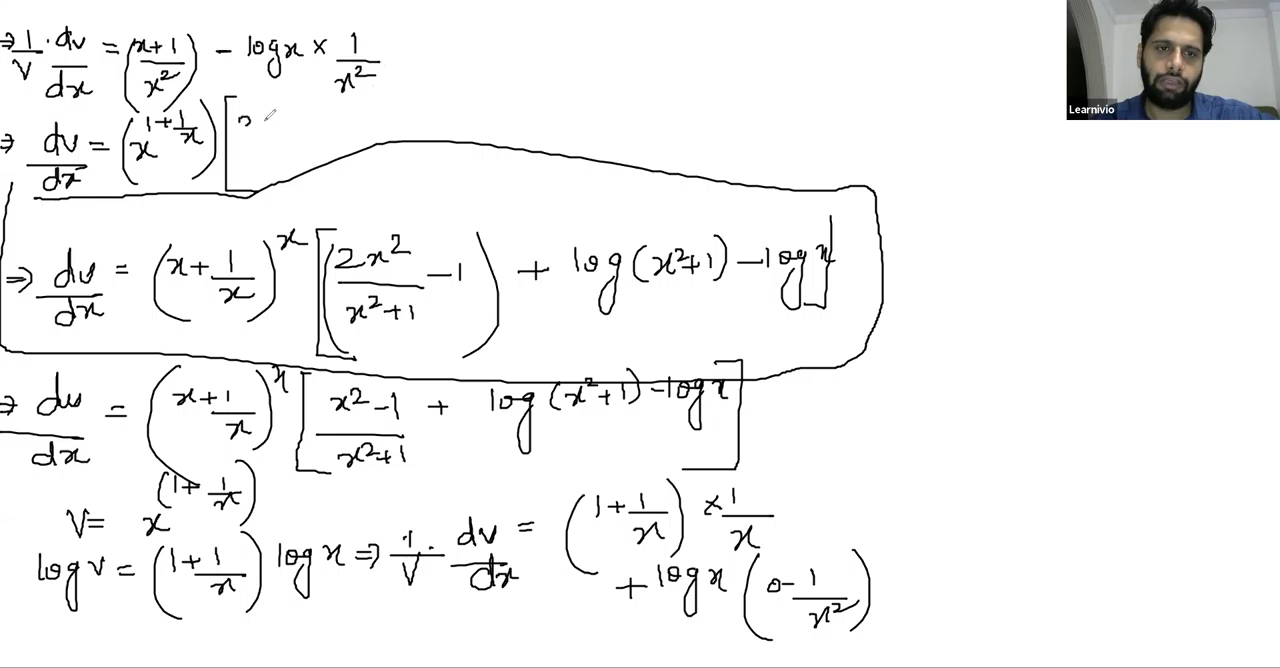 ⇒ 1/v · dv/dx = ((x+1)/x²) - log x × 1/x²
Learnivio
⇒ dv/dx = (x^(1+1/x)) [
⇒ du/dx = (x + 1/x)^x [(2x²/(x²+1) - 1) + log(x²+1) - log x]
⇒ du/dx = (x + 1/x)^x [(x²-1)/(x²+1) + log(x²+1) - log x]
v = x^(1+1/x)
log v = (1 + 1/x) log x ⇒ 1/v · dv/dx = (1 + 1/x) × 1/x
+ log x (0 - 1/x²)